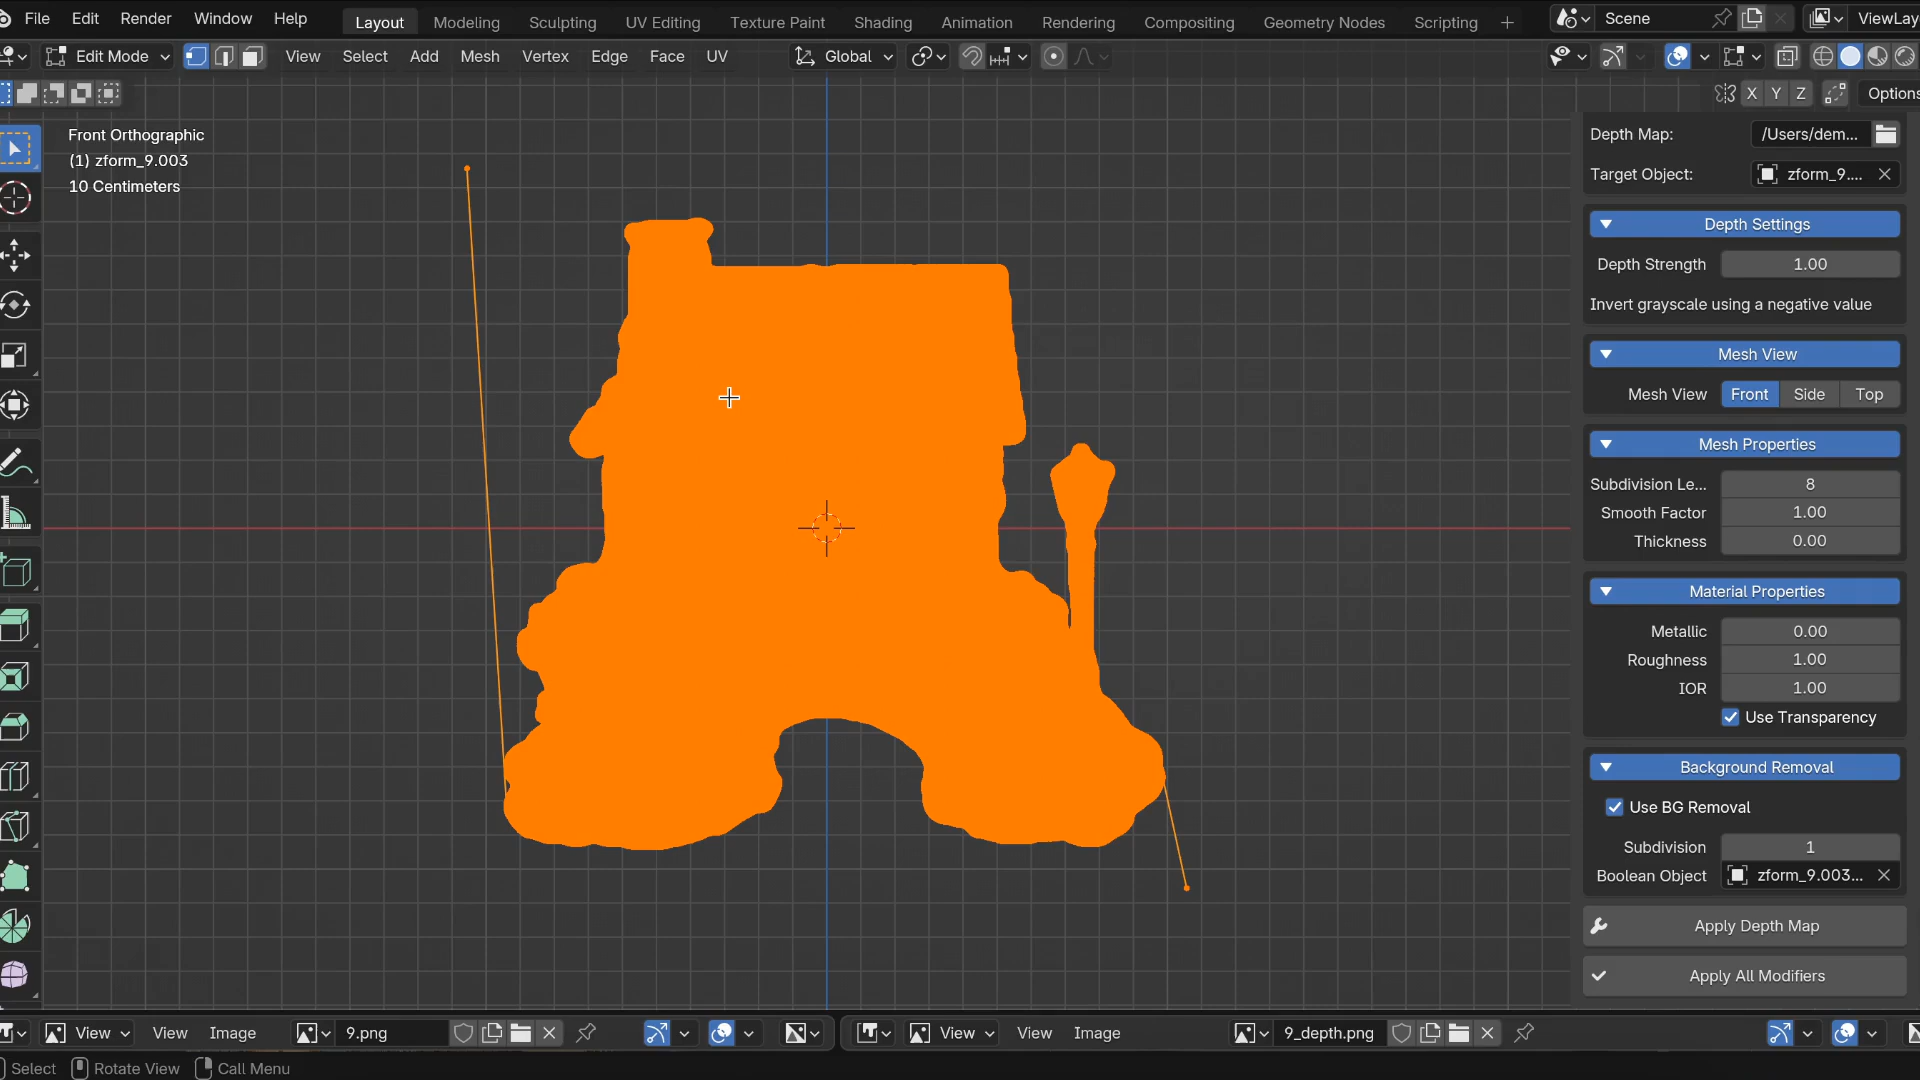 File Edit Render Window Help Layout Modeling Sculpting UV Editing Texture Paint Shading Animation Rendering Compositing Geometry Nodes Scripting + Scene ViewLay
Edit Mode View Select Add Mesh Vertex Edge Face UV Global
X Y Z Options
Front Orthographic
(1) zform_9.003
10 Centimeters
Depth Map: /Users/dem...
Target Object: zform_9....
Depth Settings
Depth Strength 1.00
Invert grayscale using a negative value
Mesh View
Mesh View Front Side Top
Mesh Properties
Subdivision Le... 8
Smooth Factor 1.00
Thickness 0.00
Material Properties
Metallic 0.00
Roughness 1.00
IOR 1.00
Use Transparency
Background Removal
Use BG Removal
Subdivision 1
Boolean Object zform_9.003...
Apply Depth Map
Apply All Modifiers
View View Image 9.png View View Image 9_depth.png
Select Rotate View Call Menu